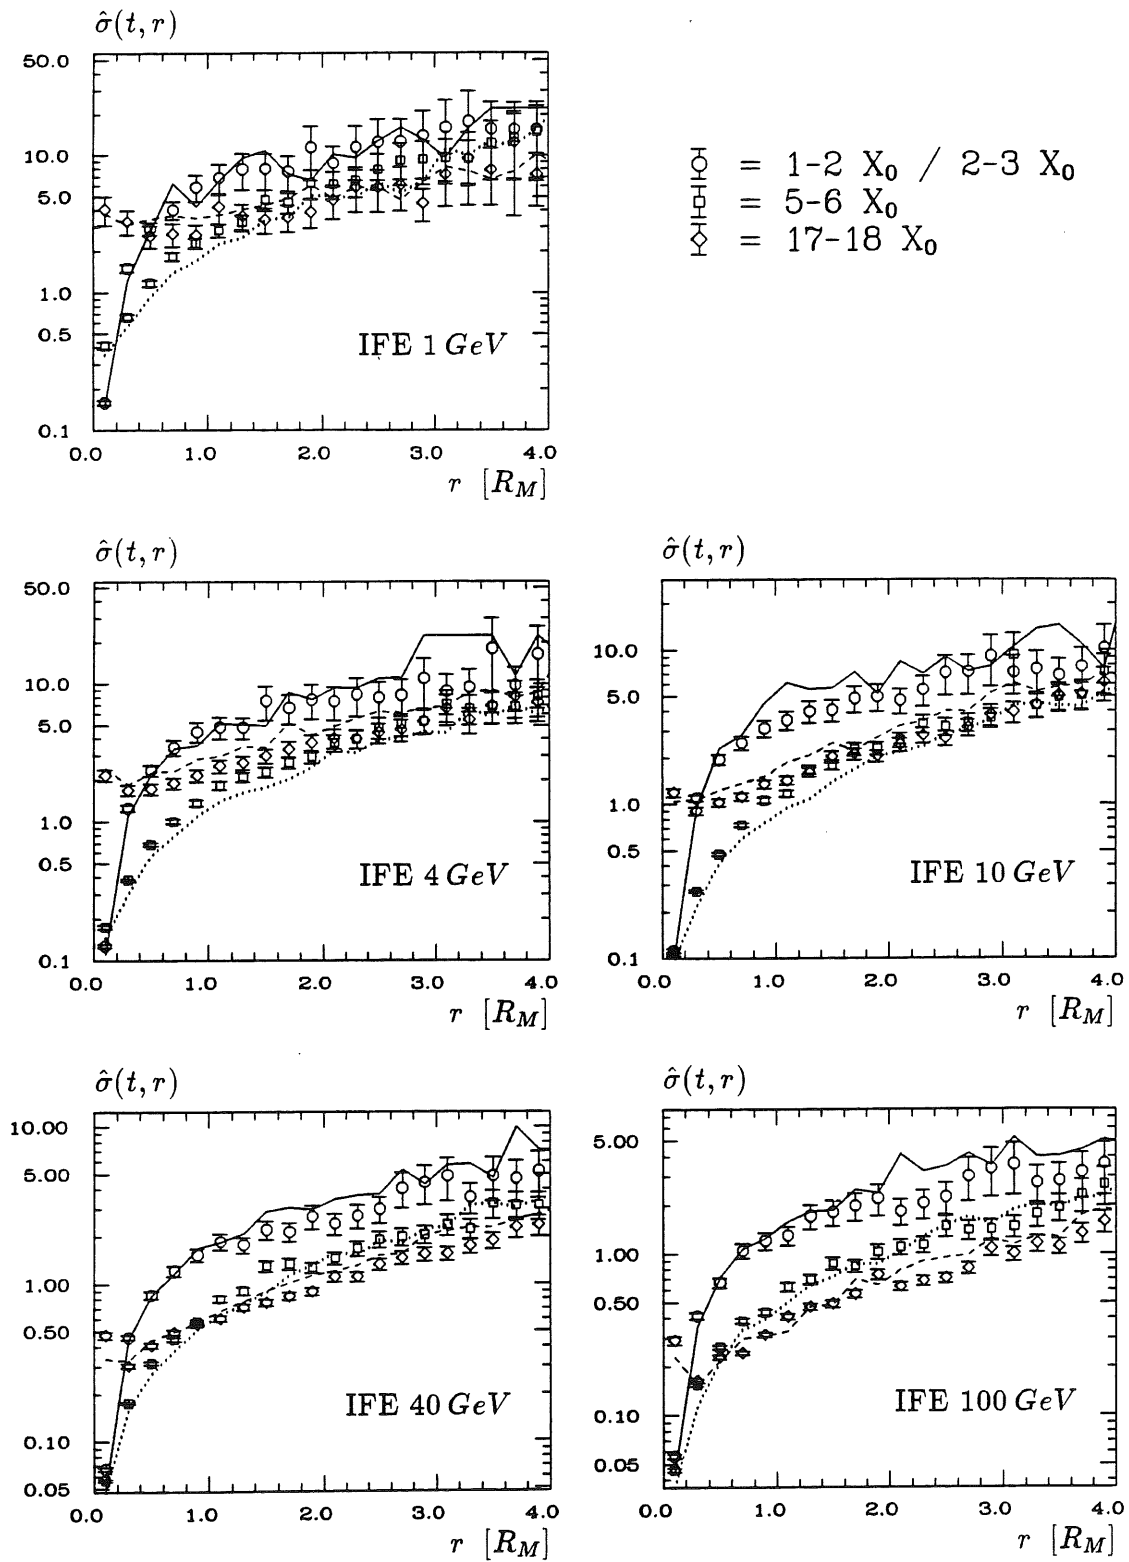 σ̂(t, r)
50.0
10.0
5.0
1.0
0.5
0.1
IFE 1 GeV
0.0 1.0 2.0 3.0 4.0
r [R_M]
= 1-2 X₀ / 2-3 X₀
= 5-6 X₀
= 17-18 X₀
σ̂(t, r)
50.0
10.0
5.0
1.0
0.5
0.1
IFE 4 GeV
0.0 1.0 2.0 3.0 4.0
r [R_M]
σ̂(t, r)
10.0
5.0
1.0
0.5
0.1
IFE 10 GeV
0.0 1.0 2.0 3.0 4.0
r [R_M]
σ̂(t, r)
10.00
5.00
1.00
0.50
0.10
0.05
IFE 40 GeV
0.0 1.0 2.0 3.0 4.0
r [R_M]
σ̂(t, r)
5.00
1.00
0.50
0.10
0.05
IFE 100 GeV
0.0 1.0 2.0 3.0 4.0
r [R_M]